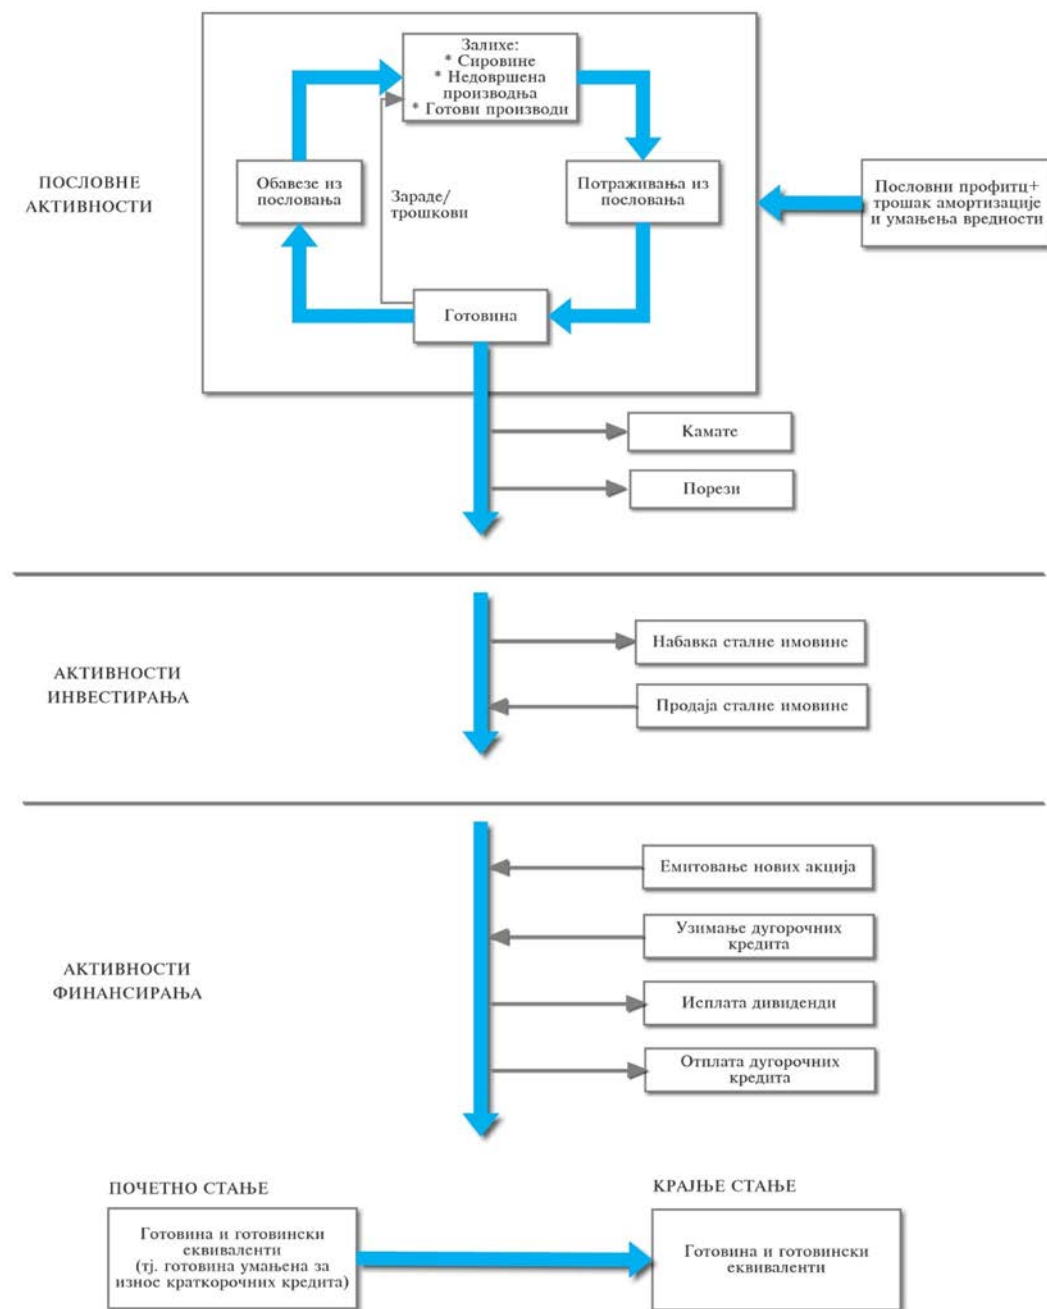 Залихе:
* Сировине
* Недовршена
производња
* Готови производи
ПОСЛОВНЕ
АКТИВНОСТИ
Обавезе из
пословања
Зараде/
трошкови
Потраживања из
пословања
Пословни профитц+
трошак амортизације
и умањења вредности
Готовина
Камате
Порези
АКТИВНОСТИ
ИНВЕСТИРАЊА
Набавка сталне имовине
Продаја сталне имовине
АКТИВНОСТИ
ФИНАНСИРАЊА
Емитовање нових акција
Узимање дугорочних
кредита
Исплата дивиденди
Отплата дугорочних
кредита
ПОЧЕТНО СТАЊЕ
Готовина и готовински
еквиваленти
(тј. готовина умањена за
износ краткорочних кредита)
КРАЈЊЕ СТАЊЕ
Готовина и готовински
еквиваленти